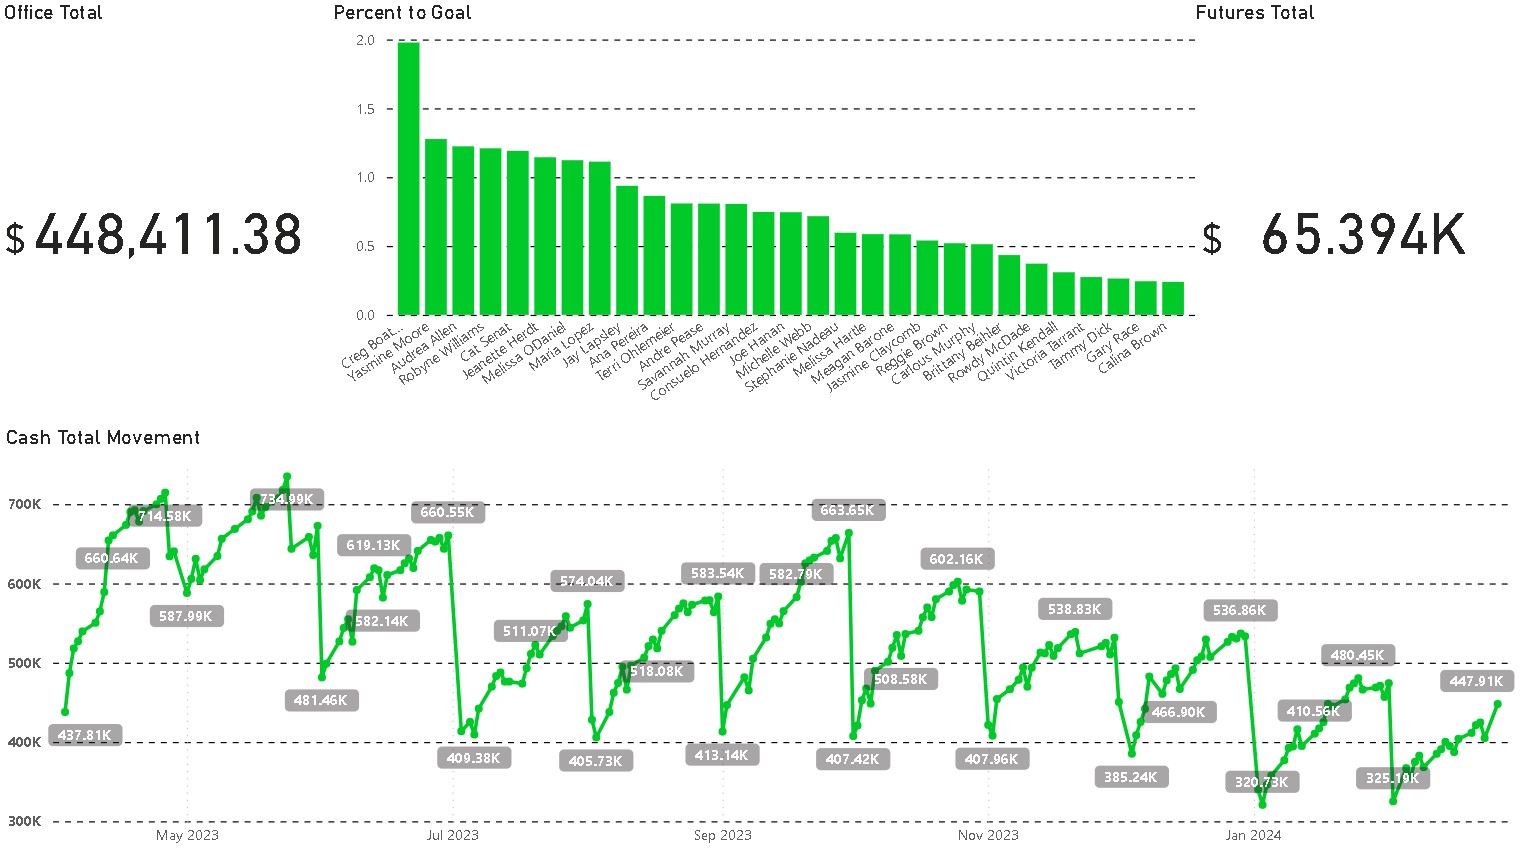 Office Total
$ 448,411.38
Percent to Goal
2.0
1.5
1.0
0.5
0.0
Creg Boat...
Yasmine Moore
Audrea Allen
Robyne Williams
Cat Senat
Jeanette Herdt
Melissa ODaniel
Maria Lopez
Jay Lapsley
Ana Pereira
Terri Ohlemeier
Andre Pease
Savannah Murray
Consuelo Hernandez
Joe Hanan
Michelle Webb
Stephanie Nadeau
Melissa Hartle
Meagan Barone
Jasmine Claycomb
Reggie Brown
Carlous Murphy
Brittany Beihler
Rowdy McDade
Quintin Kendall
Victoria Tarrant
Tammy Dick
Gary Race
Calina Brown
Futures Total
$ 65.394K
Cash Total Movement
700K
600K
500K
400K
300K
437.81K
660.64K
714.58K
587.99K
734.99K
481.46K
619.13K
582.14K
660.55K
409.38K
511.07K
574.04K
405.73K
518.08K
583.54K
413.14K
582.79K
663.65K
407.42K
508.58K
602.16K
407.96K
538.83K
385.24K
466.90K
536.86K
320.73K
410.56K
480.45K
325.19K
447.91K
May 2023
Jul 2023
Sep 2023
Nov 2023
Jan 2024